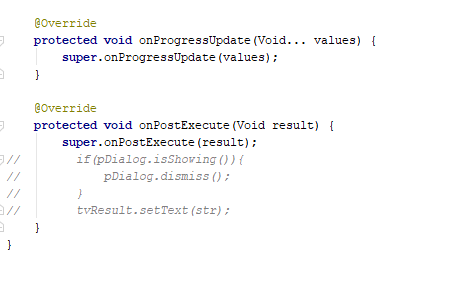 @Override
protected void onProgressUpdate(Void... values) {
    super.onProgressUpdate(values);
}
@Override
protected void onPostExecute(Void result) {
    super.onPostExecute(result);
//        if(pDialog.isShowing()){
//            pDialog.dismiss();
//        }
//        tvResult.setText(str);
}
}